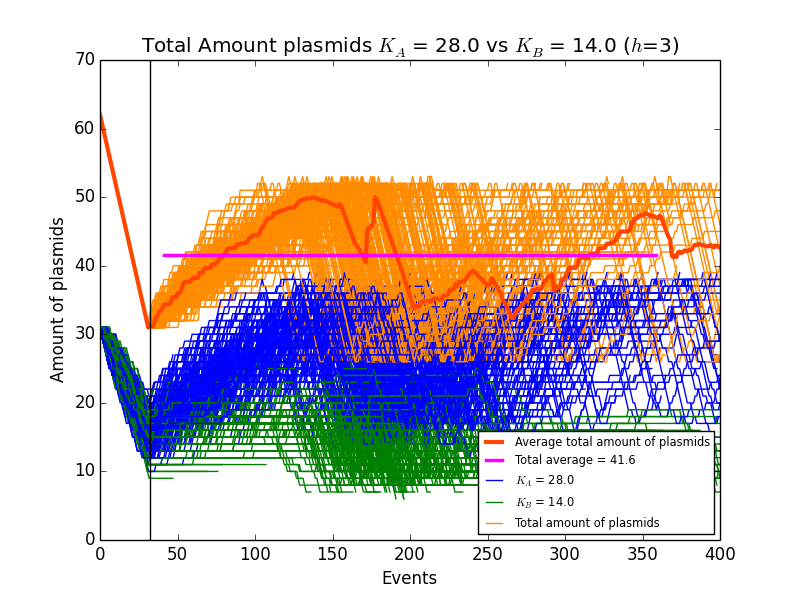 Total Amount plasmids K_A = 28.0 vs K_B = 14.0 (h=3)
70
60
50
40
30
20
10
0
Amount of plasmids
0 50 100 150 200 250 300 350 400
Events
Average total amount of plasmids
Total average = 41.6
K_A = 28.0
K_B = 14.0
Total amount of plasmids